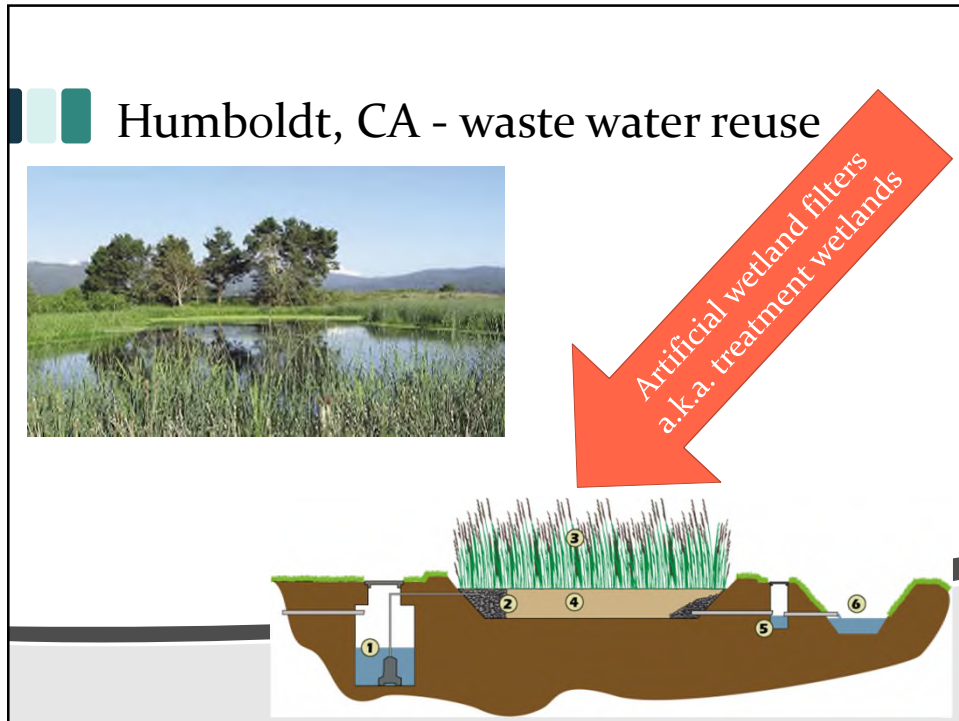 Humboldt, CA - waste water reuse
Artificial wetland filters
a.k.a. treatment wetlands
3
2
4
6
5
1